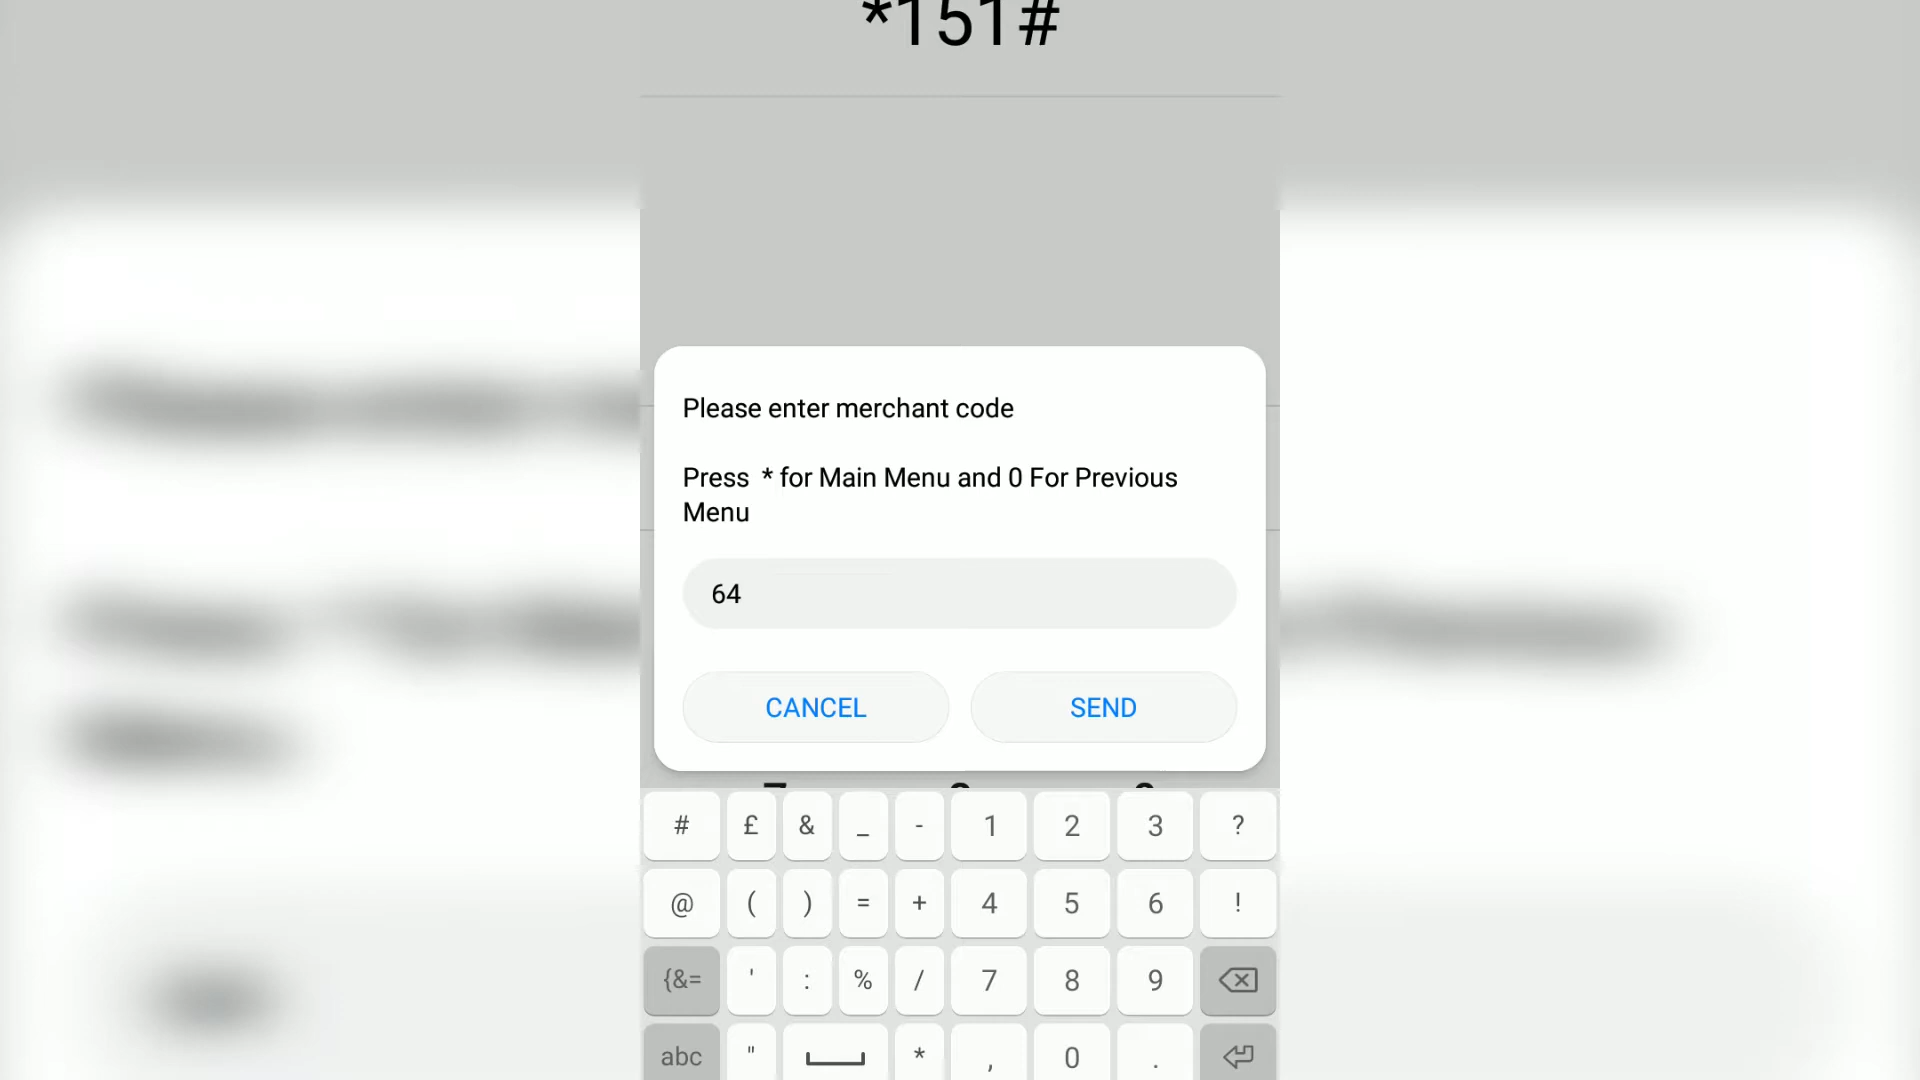 *151#
Please enter merchant code
Press * for Main Menu and 0 For Previous
Menu
64
CANCEL SEND
# £ & _ - 1 2 3 ?
@ ( ) = + 4 5 6 !
{&= ' : % / 7 8 9
abc " * , 0 .